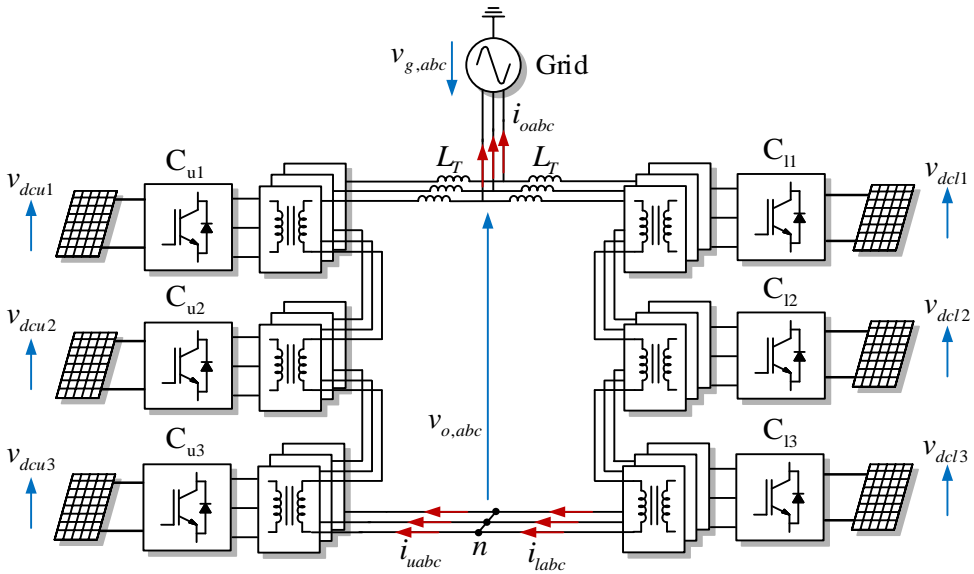 v_{g,abc}
Grid
i_{oabc}
L_T L_T
C_{u1}
C_{l1}
v_{dcu1}
v_{dcl1}
C_{u2}
C_{l2}
v_{dcu2}
v_{dcl2}
v_{o,abc}
C_{u3}
C_{l3}
v_{dcu3}
v_{dcl3}
i_{uabc}
n
i_{labc}